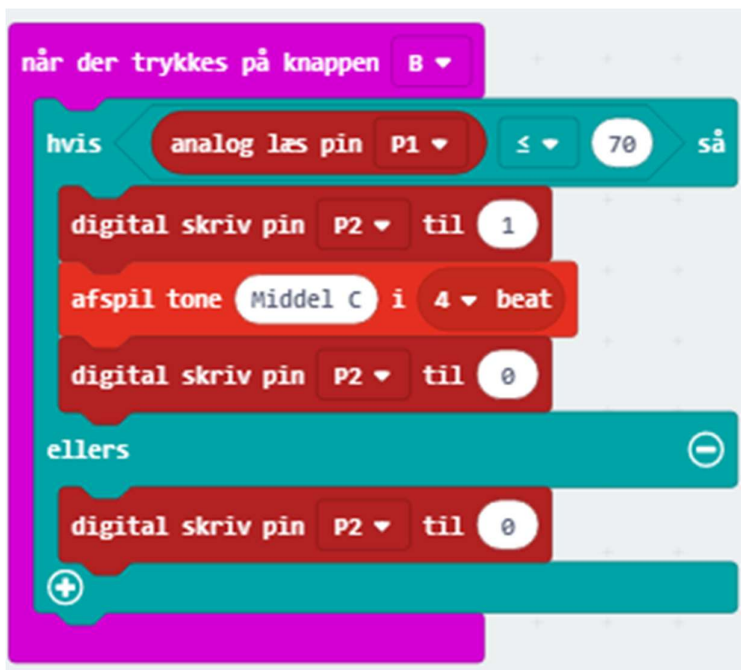 når der trykkes på knappen B
hvis analog læs pin P1 ≤ 70 så
digital skriv pin P2 til 1
afspil tone Middel C i 4 beat
digital skriv pin P2 til 0
ellers
digital skriv pin P2 til 0